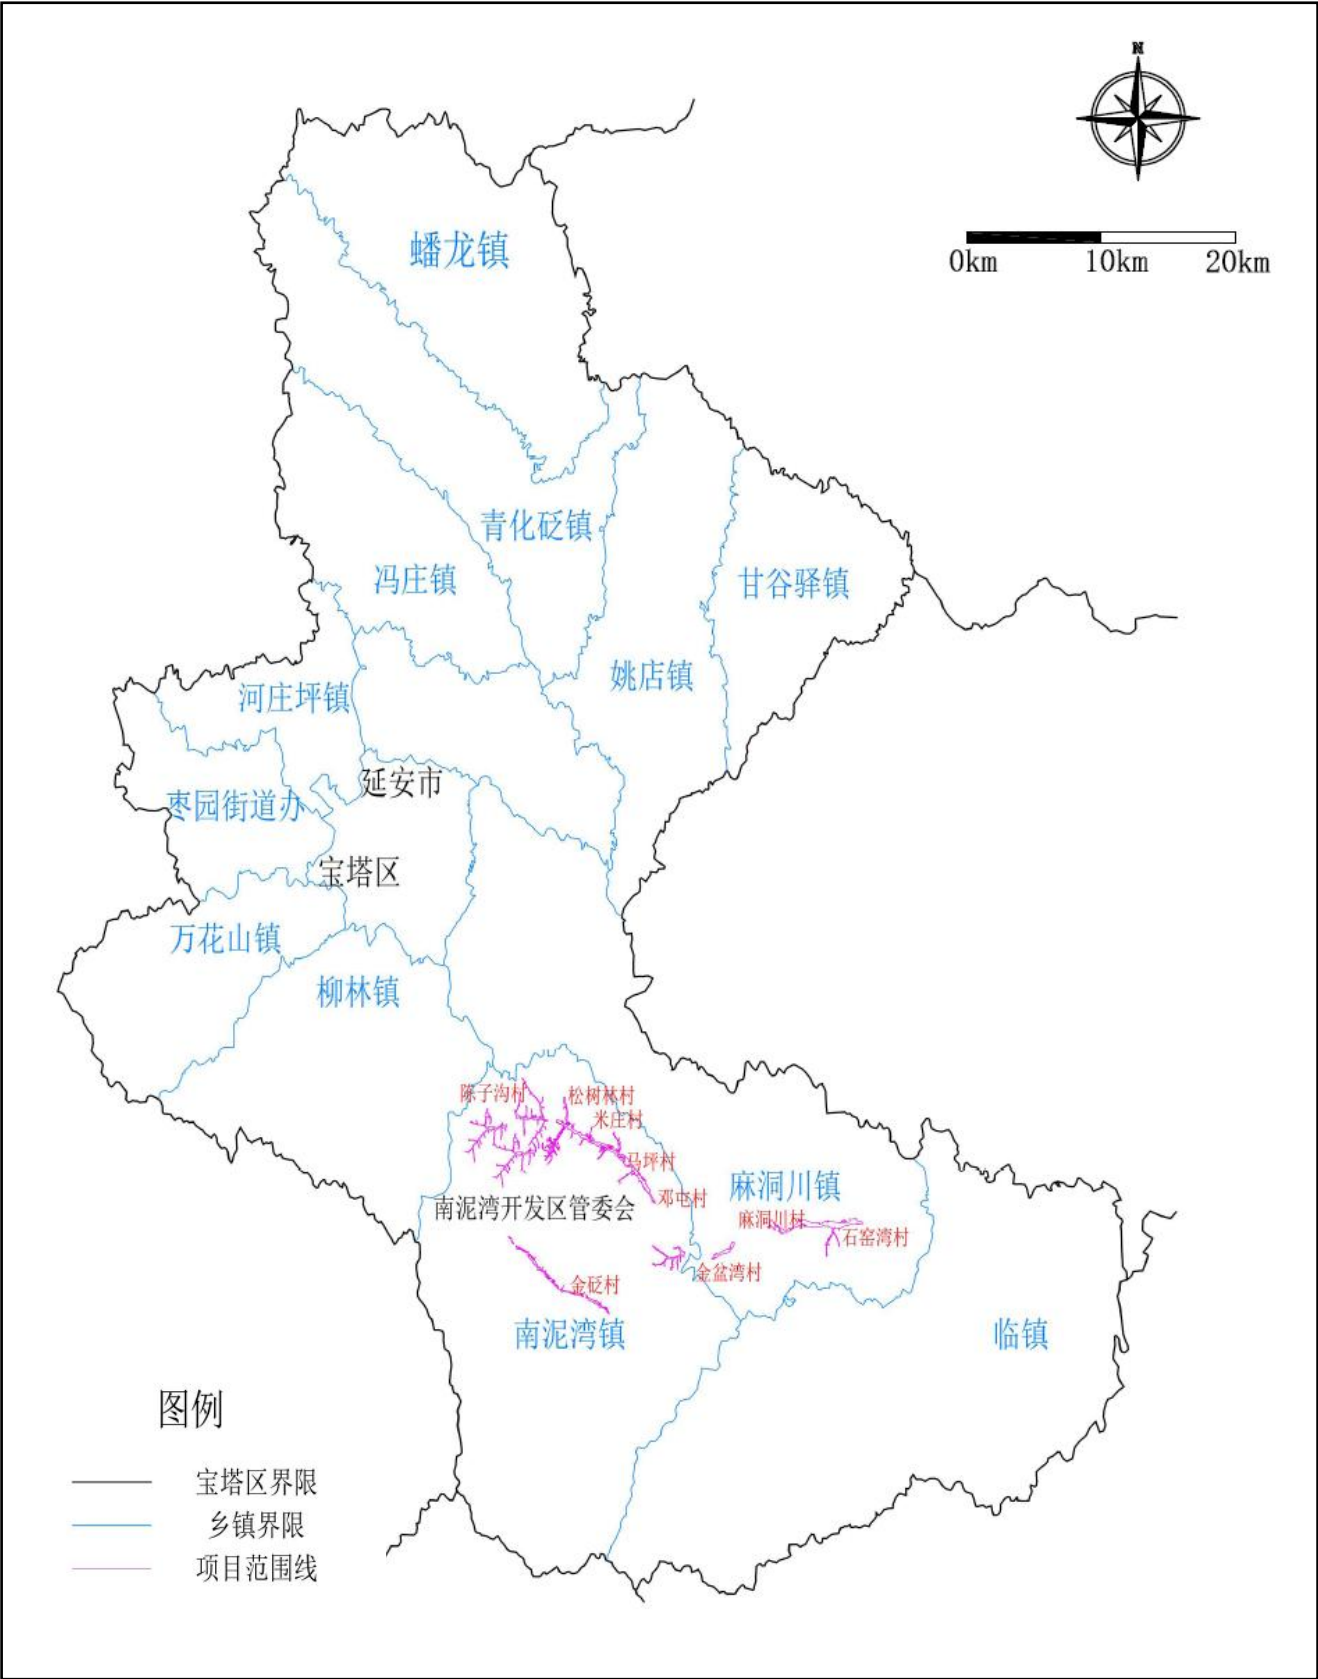 N
0km 10km 20km
蟠龙镇
青化砭镇
冯庄镇
甘谷驿镇
姚店镇
河庄坪镇
延安市
枣园街道办
宝塔区
万花山镇
柳林镇
陈子沟村
松树林村
米庄村
马坪村
麻洞川镇
邓屯村
南泥湾开发区管委会
麻洞川村
石窑湾村
金盆湾村
金砭村
南泥湾镇
临镇
图例
宝塔区界限
乡镇界限
项目范围线